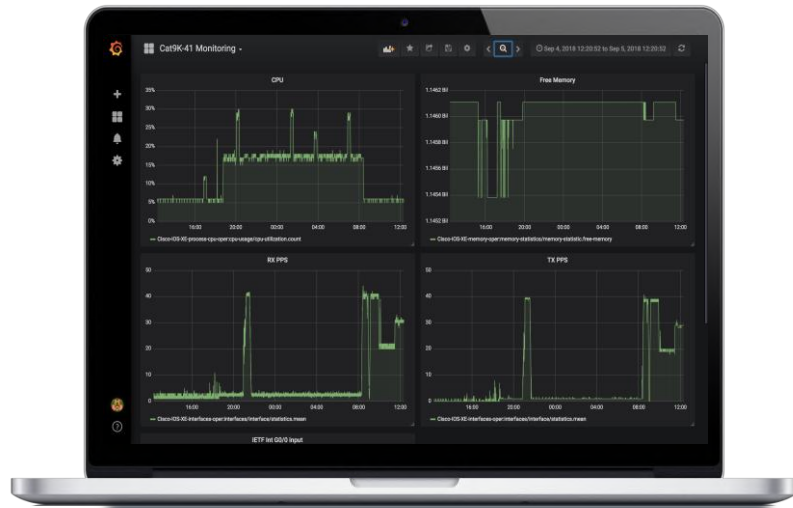 Cat9K-41 Monitoring
Sep 4, 2018 12:20:52 to Sep 5, 2018 12:20:52
CPU
35%
30%
25%
20%
15%
10%
5%
0%
16:00 20:00 00:00 04:00 08:00 12:00
Cisco-IOS-XE-process-cpu-oper:cpu-usage/cpu-utilization.count
Free Memory
1.1462 Bil
1.1460 Bil
1.1458 Bil
1.1456 Bil
1.1454 Bil
1.1452 Bil
16:00 20:00 00:00 04:00 08:00 12:00
Cisco-IOS-XE-memory-oper:memory-statistics/memory-statistic.free-memory
RX PPS
50
40
30
20
10
0
16:00 20:00 00:00 04:00 08:00 12:00
Cisco-IOS-XE-interfaces-oper:interfaces/interface/statistics.mean
TX PPS
50
40
30
20
10
0
16:00 20:00 00:00 04:00 08:00 12:00
Cisco-IOS-XE-interfaces-oper:interfaces/interface/statistics.mean
IETF Int G0/0 input